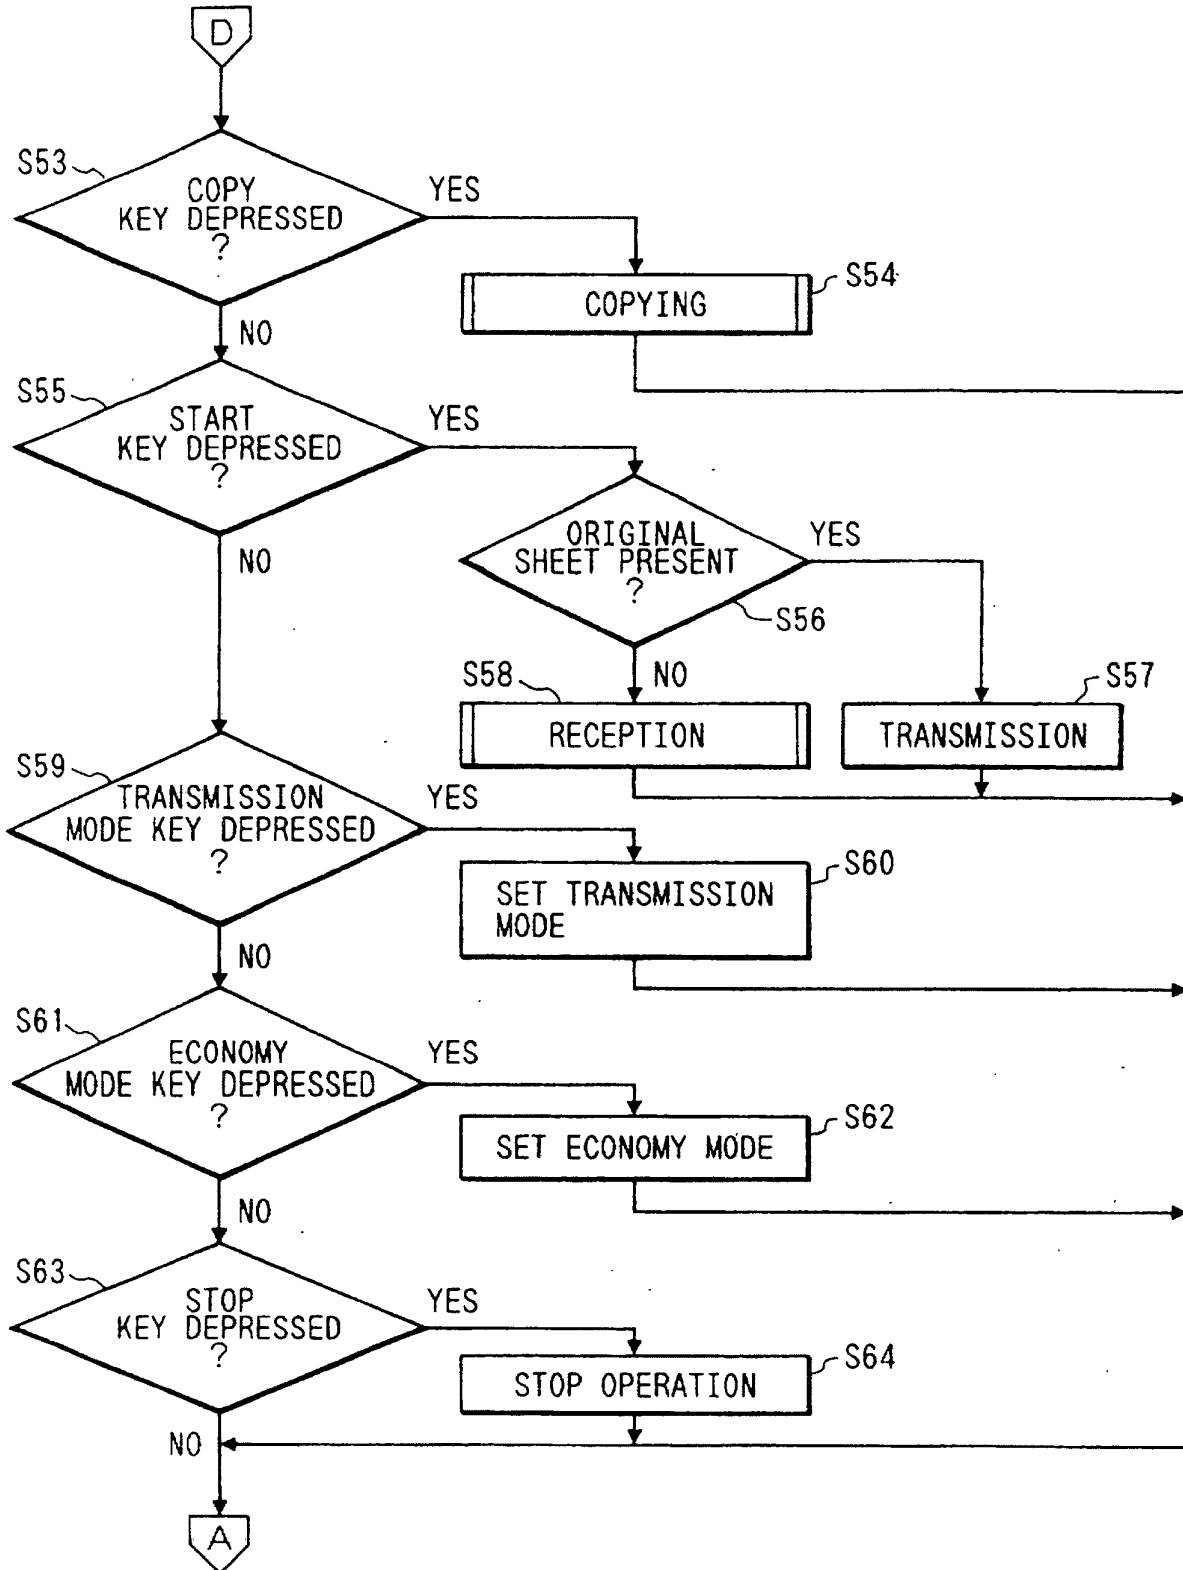 D
S53
COPY
KEY DEPRESSED
?
YES
NO
COPYING
S54
S55
START
KEY DEPRESSED
?
YES
NO
ORIGINAL
SHEET PRESENT
?
YES
S56
NO
S58
RECEPTION
S57
TRANSMISSION
S59
TRANSMISSION
MODE KEY DEPRESSED
?
YES
NO
S60
SET TRANSMISSION
MODE
S61
ECONOMY
MODE KEY DEPRESSED
?
YES
NO
S62
SET ECONOMY MODE
S63
STOP
KEY DEPRESSED
?
YES
S64
STOP OPERATION
NO
A